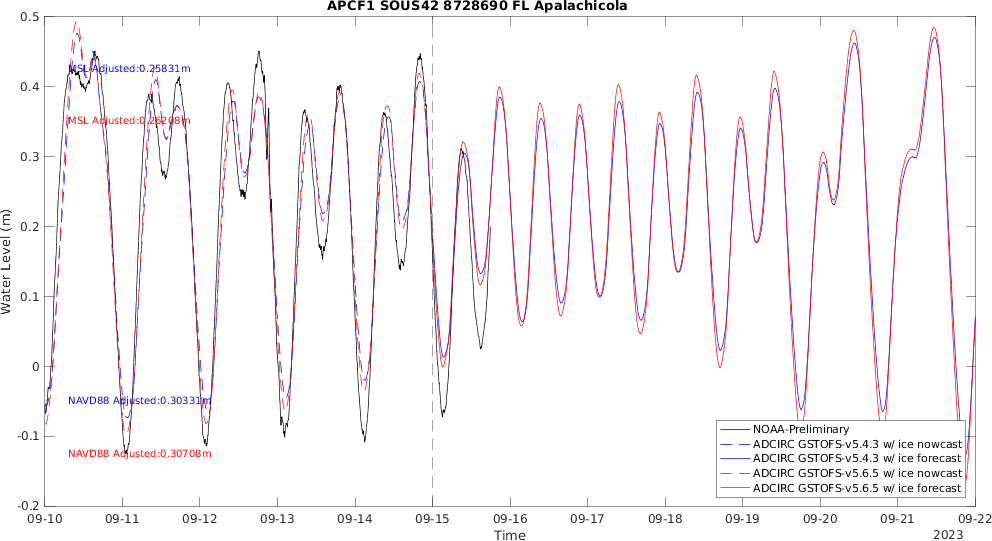 APCF1 SOUS42 8728690 FL Apalachicola
0.5
0.4
0.3
0.2
0.1
0
-0.1
-0.2
Water Level (m)
MSL Adjusted:0.25831m
MSL Adjusted:0.26208m
NAVD88 Adjusted:0.30331m
NAVD88 Adjusted:0.30708m
NOAA-Preliminary
ADCIRC GSTOFS-v5.4.3 w/ ice nowcast
ADCIRC GSTOFS-v5.4.3 w/ ice forecast
ADCIRC GSTOFS-v5.6.5 w/ ice nowcast
ADCIRC GSTOFS-v5.6.5 w/ ice forecast
09-10 09-11 09-12 09-13 09-14 09-15 09-16 09-17 09-18 09-19 09-20 09-21 09-22
Time
2023